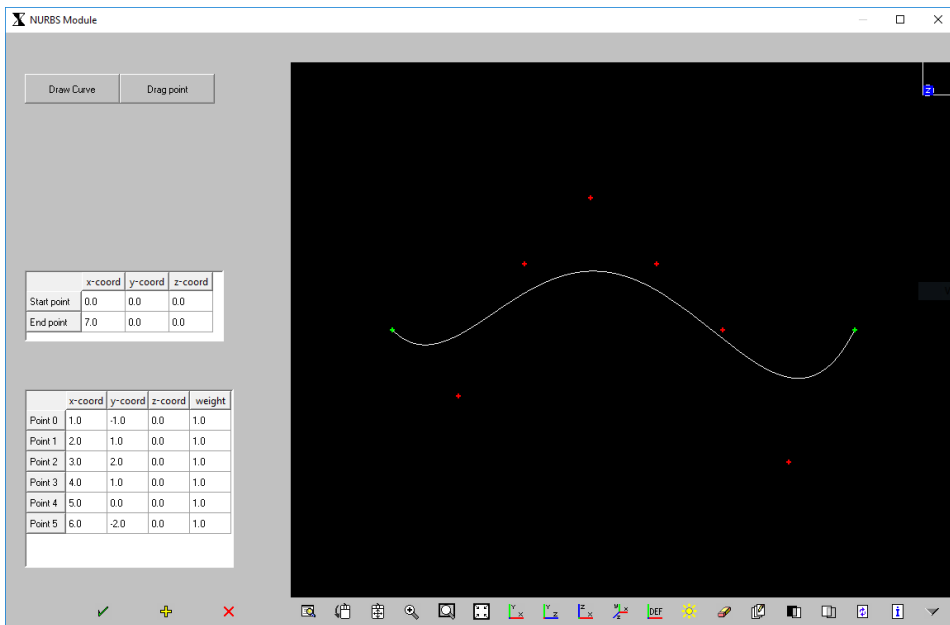 NURBS Module
Draw Curve Drag point
x-coord y-coord z-coord
Start point 0.0 0.0 0.0
End point 7.0 0.0 0.0
x-coord y-coord z-coord weight
Point 0 1.0 -1.0 0.0 1.0
Point 1 2.0 1.0 0.0 1.0
Point 2 3.0 2.0 0.0 1.0
Point 3 4.0 1.0 0.0 1.0
Point 4 5.0 0.0 0.0 1.0
Point 5 6.0 -2.0 0.0 1.0
Z
Y X Y Z Z X M X Z DEF